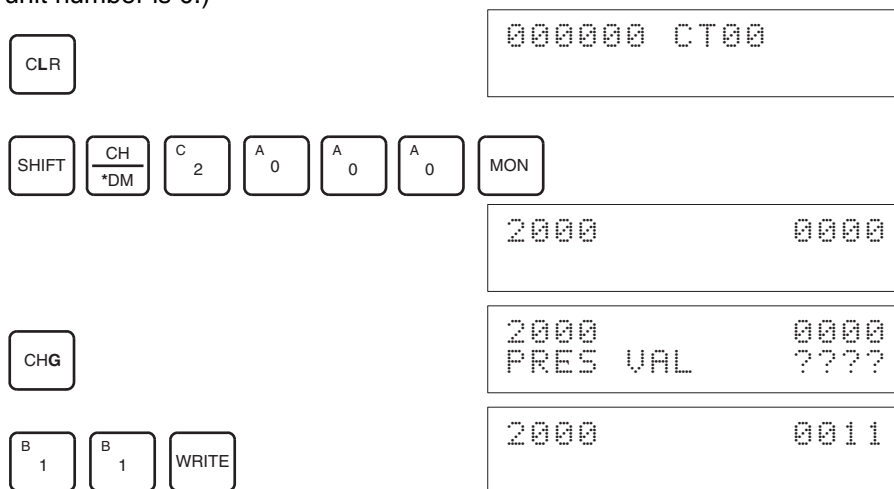 unit number is 0.)
CLR
000000 CT00
SHIFT CH *DM C 2 A 0 A 0 A 0 MON
2000 0000
CHG
2000 0000
PRES VAL ????
B 1 B 1 WRITE
2000 0011